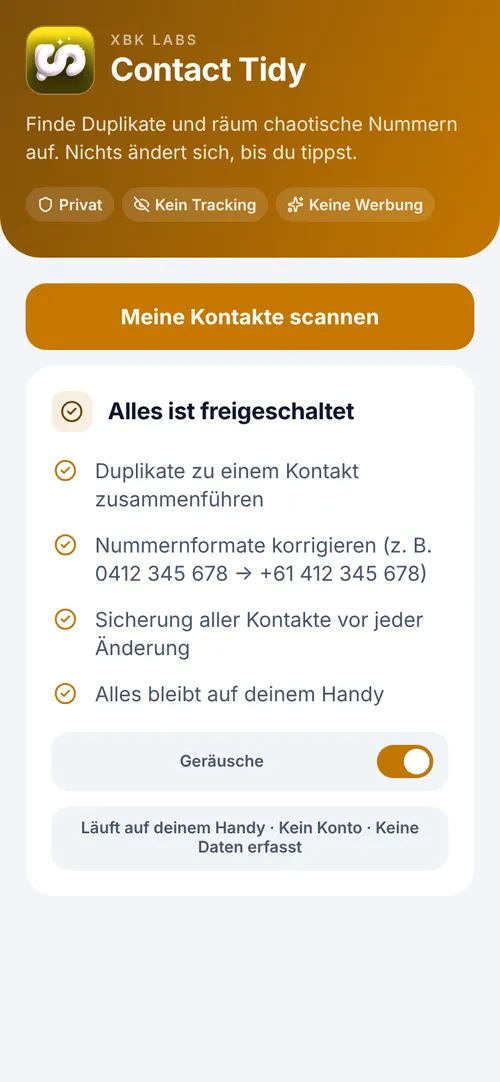 XBK LABS
Contact Tidy
Finde Duplikate und räum chaotische Nummern
auf. Nichts ändert sich, bis du tippst.
Privat
Kein Tracking
Keine Werbung
Meine Kontakte scannen
Alles ist freigeschaltet
Duplikate zu einem Kontakt
zusammenführen
Nummernformate korrigieren (z. B.
0412 345 678 → +61 412 345 678)
Sicherung aller Kontakte vor jeder
Änderung
Alles bleibt auf deinem Handy
Geräusche
Läuft auf deinem Handy · Kein Konto · Keine
Daten erfasst